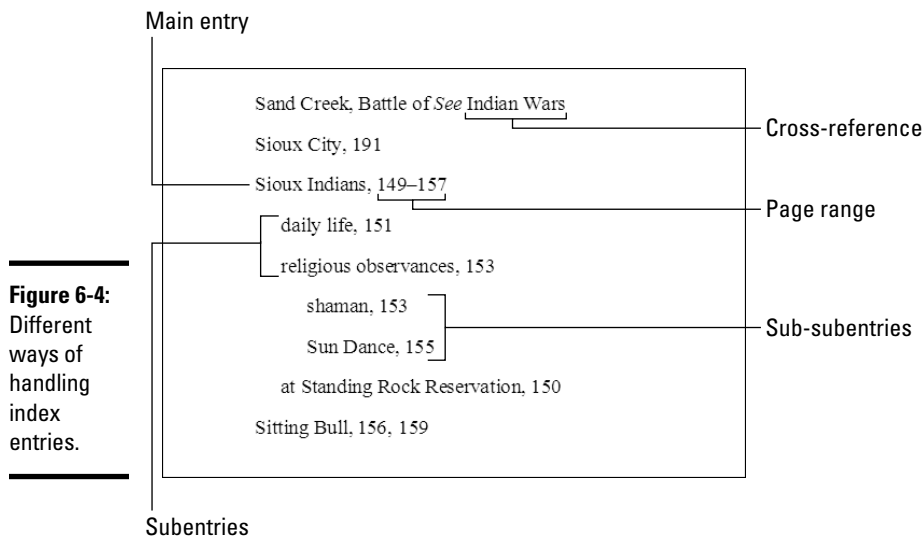 Main entry
Sand Creek, Battle of See Indian Wars
Cross-reference
Sioux City, 191
Sioux Indians, 149–157
Page range
daily life, 151
religious observances, 153
shaman, 153
Sub-subentries
Sun Dance, 155
at Standing Rock Reservation, 150
Sitting Bull, 156, 159
Subentries
Figure 6-4:
Different
ways of
handling
index
entries.